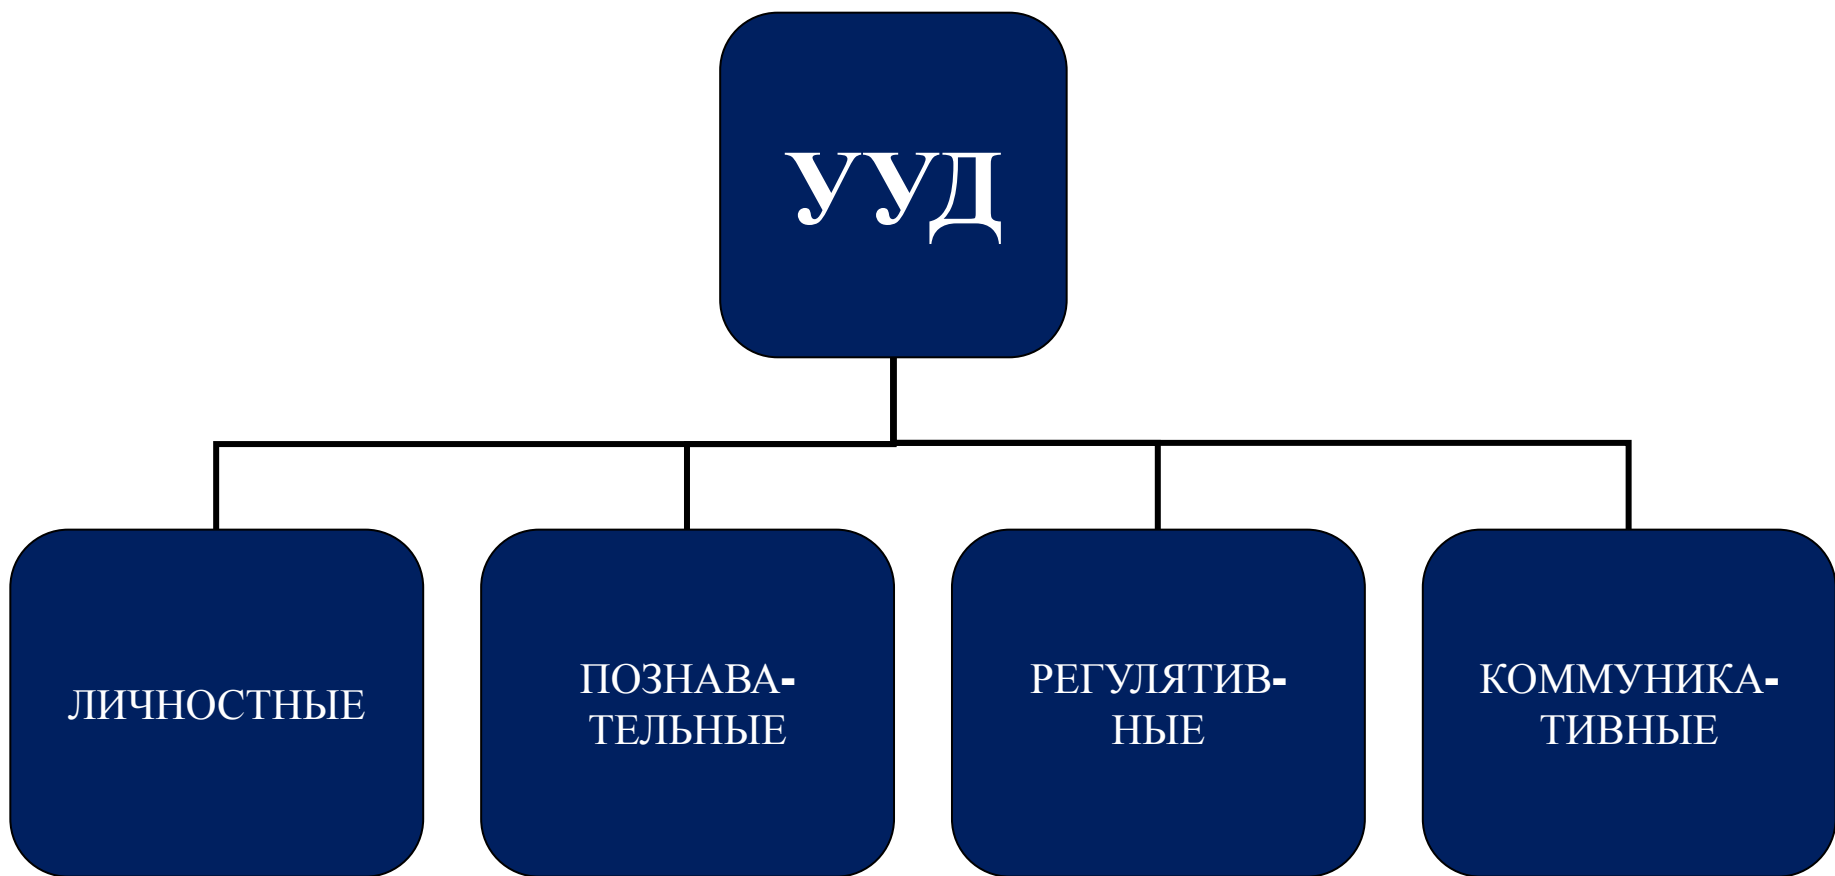 УУД
ЛИЧНОСТНЫЕ
ПОЗНАВА-
ТЕЛЬНЫЕ
РЕГУЛЯТИВ-
НЫЕ
КОММУНИКА-
ТИВНЫЕ